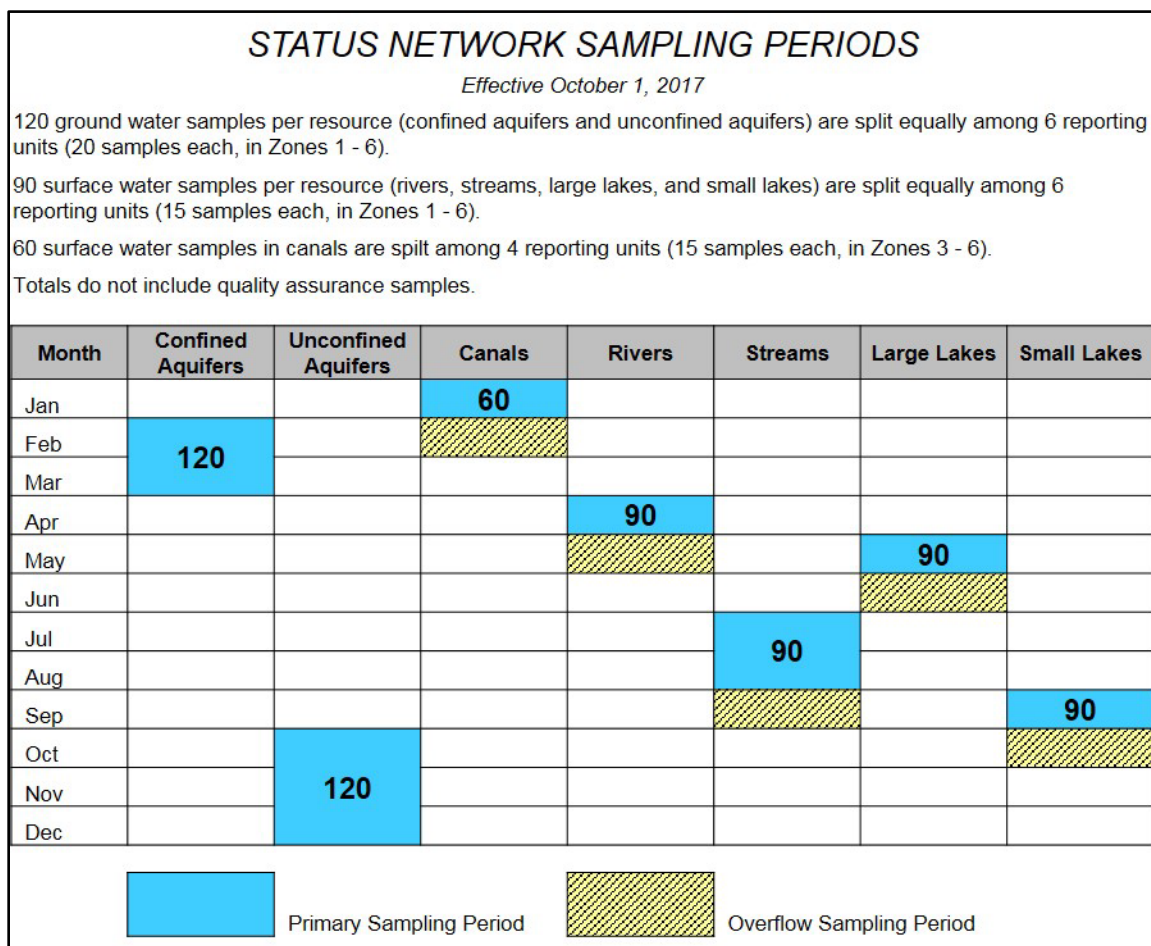 STATUS NETWORK SAMPLING PERIODS
Effective October 1, 2017
120 ground water samples per resource (confined aquifers and unconfined aquifers) are split equally among 6 reporting
units (20 samples each, in Zones 1 - 6).
90 surface water samples per resource (rivers, streams, large lakes, and small lakes) are split equally among 6
reporting units (15 samples each, in Zones 1 - 6).
60 surface water samples in canals are spilt among 4 reporting units (15 samples each, in Zones 3 - 6).
Totals do not include quality assurance samples.
Month Confined Aquifers Unconfined Aquifers Canals Rivers Streams Large Lakes Small Lakes
Jan 60
Feb
120
Mar
Apr 90
May 90
Jun
Jul
90
Aug
Sep 90
Oct
Nov 120
Dec
Primary Sampling Period Overflow Sampling Period